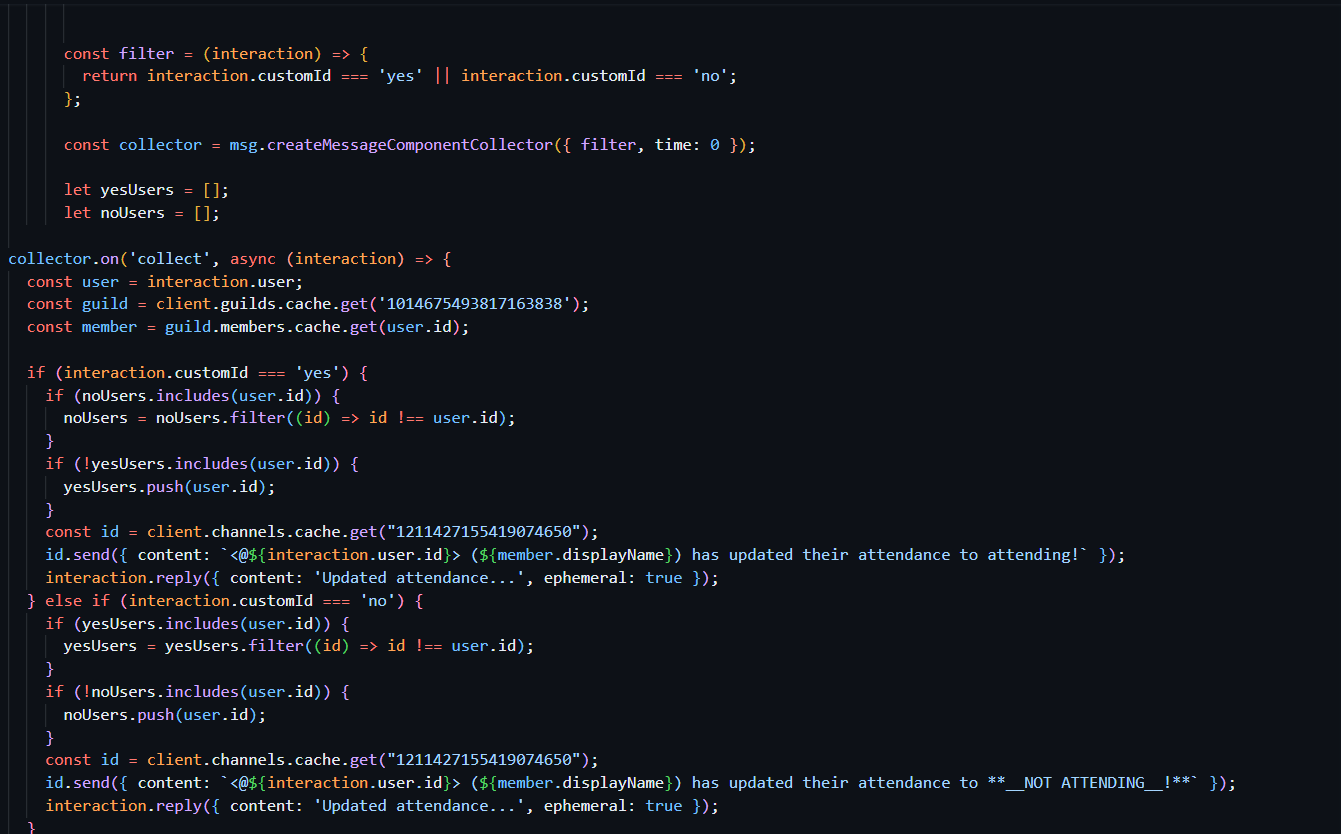 const filter = (interaction) => {
return interaction.customId === 'yes' || interaction.customId === 'no';
};
const collector = msg.createMessageComponentCollector({ filter, time: 0 });
let yesUsers = [];
let noUsers = [];
collector.on('collect', async (interaction) => {
const user = interaction.user;
const guild = client.guilds.cache.get('1014675493817163838');
const member = guild.members.cache.get(user.id);
if (interaction.customId === 'yes') {
if (noUsers.includes(user.id)) {
noUsers = noUsers.filter((id) => id !== user.id);
}
if (!yesUsers.includes(user.id)) {
yesUsers.push(user.id);
}
const id = client.channels.cache.get("1211427155419074650");
id.send({ content: `<@${interaction.user.id}> (${member.displayName}) has updated their attendance to attending!` });
interaction.reply({ content: 'Updated attendance...', ephemeral: true });
} else if (interaction.customId === 'no') {
if (yesUsers.includes(user.id)) {
yesUsers = yesUsers.filter((id) => id !== user.id);
}
if (!noUsers.includes(user.id)) {
noUsers.push(user.id);
}
const id = client.channels.cache.get("1211427155419074650");
id.send({ content: `<@${interaction.user.id}> (${member.displayName}) has updated their attendance to **__NOT ATTENDING__!**` });
interaction.reply({ content: 'Updated attendance...', ephemeral: true });
}